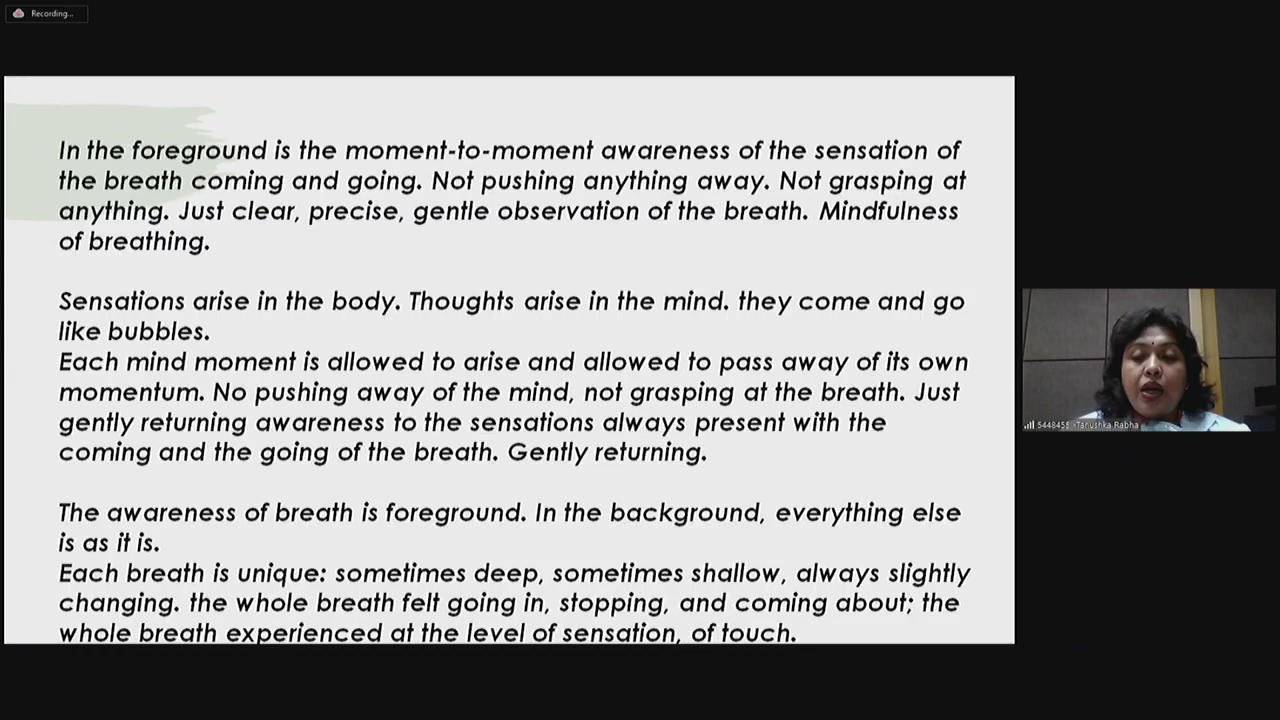 Recording...
In the foreground is the moment-to-moment awareness of the sensation of
the breath coming and going. Not pushing anything away. Not grasping at
anything. Just clear, precise, gentle observation of the breath. Mindfulness
of breathing.
Sensations arise in the body. Thoughts arise in the mind. they come and go
like bubbles.
Each mind moment is allowed to arise and allowed to pass away of its own
momentum. No pushing away of the mind, not grasping at the breath. Just
gently returning awareness to the sensations always present with the
coming and the going of the breath. Gently returning.
The awareness of breath is foreground. In the background, everything else
is as it is.
Each breath is unique: sometimes deep, sometimes shallow, always slightly
changing. the whole breath felt going in, stopping, and coming about; the
whole breath experienced at the level of sensation, of touch.
Tanushka Rabha